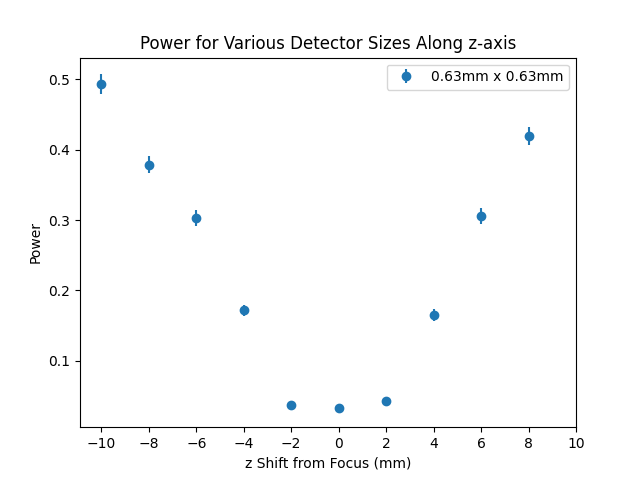 Power for Various Detector Sizes Along z-axis
0.63mm x 0.63mm
0.5
0.4
0.3
0.2
0.1
Power
−10 −8 −6 −4 −2 0 2 4 6 8 10
z Shift from Focus (mm)